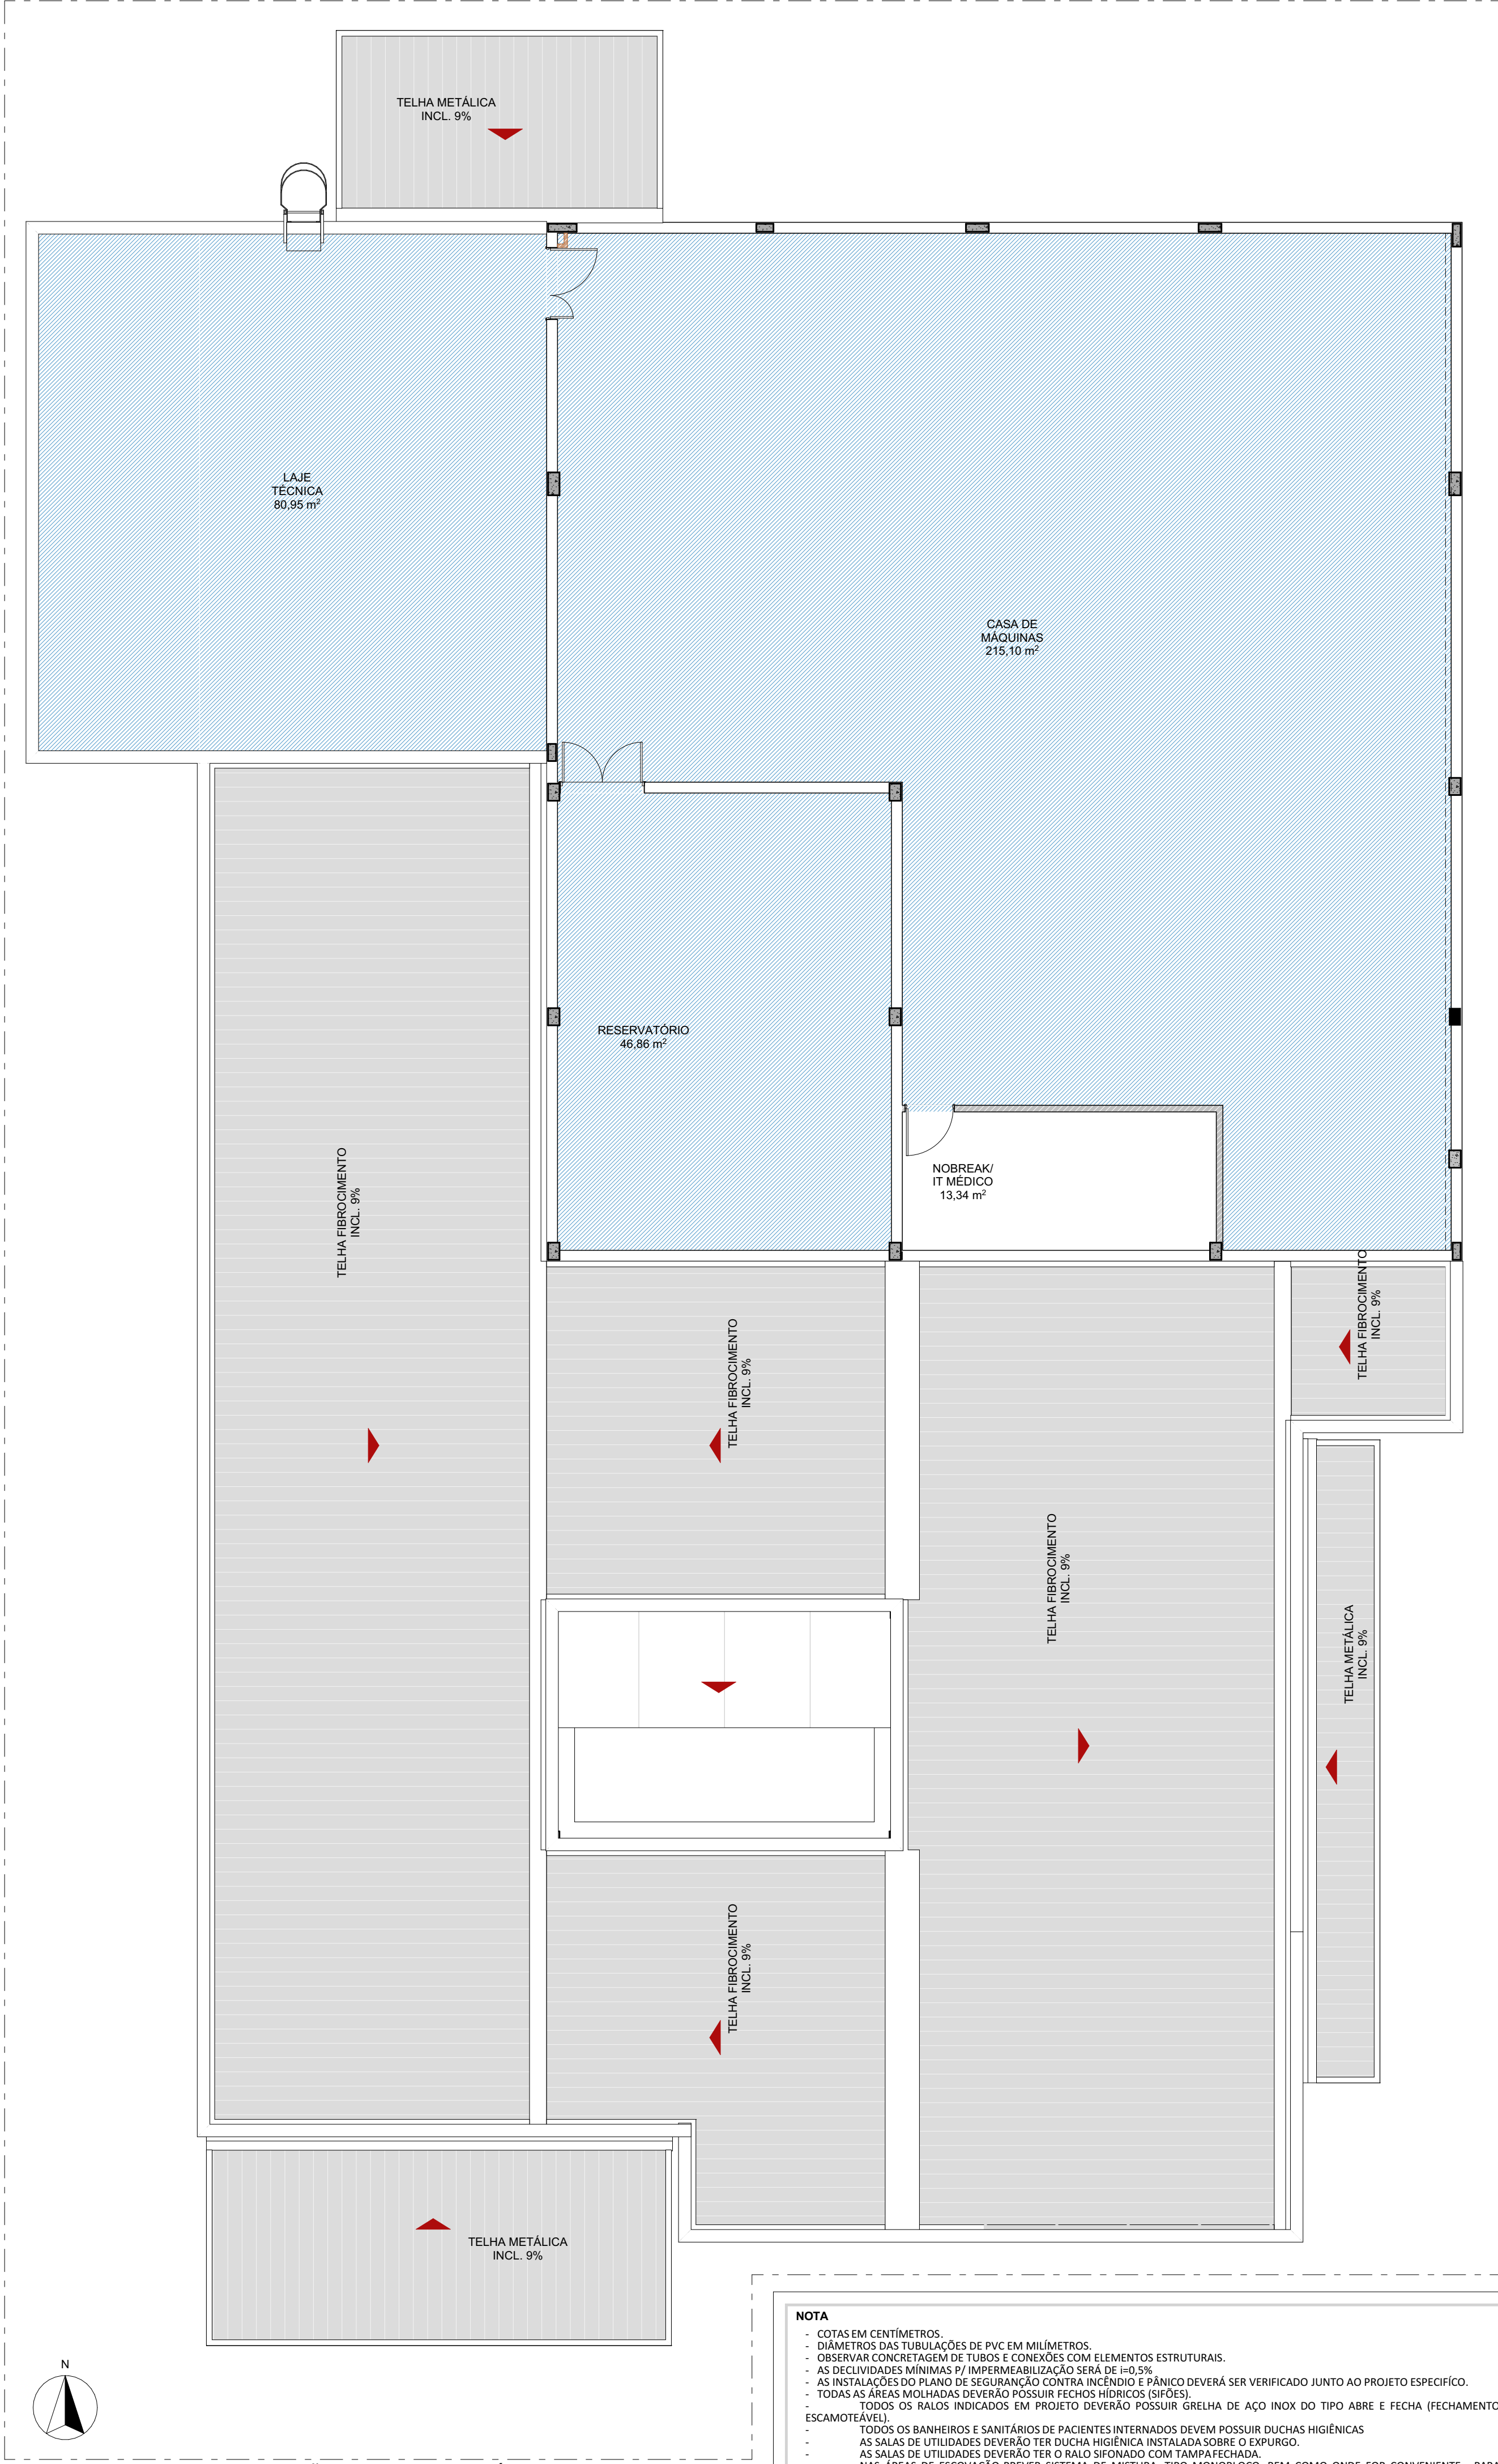 TELHA METÁLICA
INCL. 9%
LAJE
TÉCNICA
80,95 m²
CASA DE
MÁQUINAS
215,10 m²
RESERVATÓRIO
46,86 m²
NOBREAK/
IT MÉDICO
13,34 m²
TELHA FIBROCIMENTO
INCL. 9%
TELHA FIBROCIMENTO
INCL. 9%
TELHA FIBROCIMENTO
INCL. 9%
TELHA FIBROCIMENTO
INCL. 9%
TELHA METÁLICA
INCL. 9%
TELHA FIBROCIMENTO
INCL. 9%
TELHA METÁLICA
INCL. 9%
N
NOTA
- COTAS EM CENTÍMETROS.
- DIÂMETROS DAS TUBULAÇÕES DE PVC EM MILÍMETROS.
- OBSERVAR CONCRETAGEM DE TUBOS E CONEXÕES COM ELEMENTOS ESTRUTURAIS.
- AS DECLIVIDADES MÍNIMAS P/ IMPERMEABILIZAÇÃO SERÁ DE i=0,5%
- AS INSTALAÇÕES DO PLANO DE SEGURANÇÃO CONTRA INCÊNDIO E PÂNICO DEVERÁ SER VERIFICADO JUNTO AO PROJETO ESPECIFÍCO.
- TODAS AS ÁREAS MOLHADAS DEVERÃO POSSUIR FECHOS HÍDRICOS (SIFÕES).
- TODOS OS RALOS INDICADOS EM PROJETO DEVERÃO POSSUIR GRELHA DE AÇO INOX DO TIPO ABRE E FECHA (FECHAMENTO
ESCAMOTEÁVEL).
- TODOS OS BANHEIROS E SANITÁRIOS DE PACIENTES INTERNADOS DEVEM POSSUIR DUCHAS HIGIÊNICAS
- AS SALAS DE UTILIDADES DEVERÃO TER DUCHA HIGIÊNICA INSTALADA SOBRE O EXPURGO.
- AS SALAS DE UTILIDADES DEVERÃO TER O RALO SIFONADO COM TAMPA FECHADA.